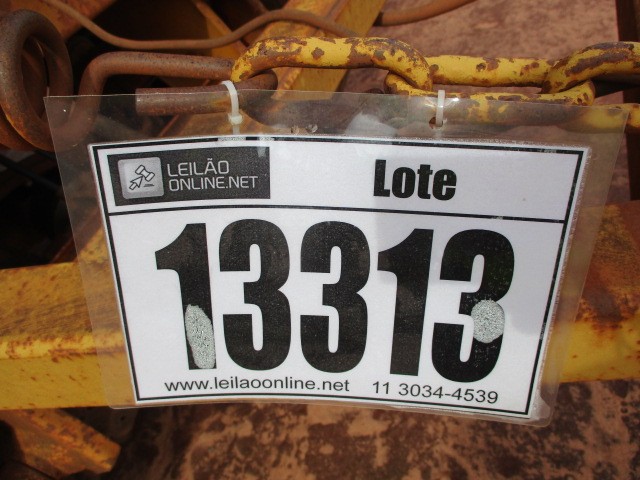 LEILÃO
ONLINE.NET
Lote
13313
www.leilaoonline.net 11 3034-4539